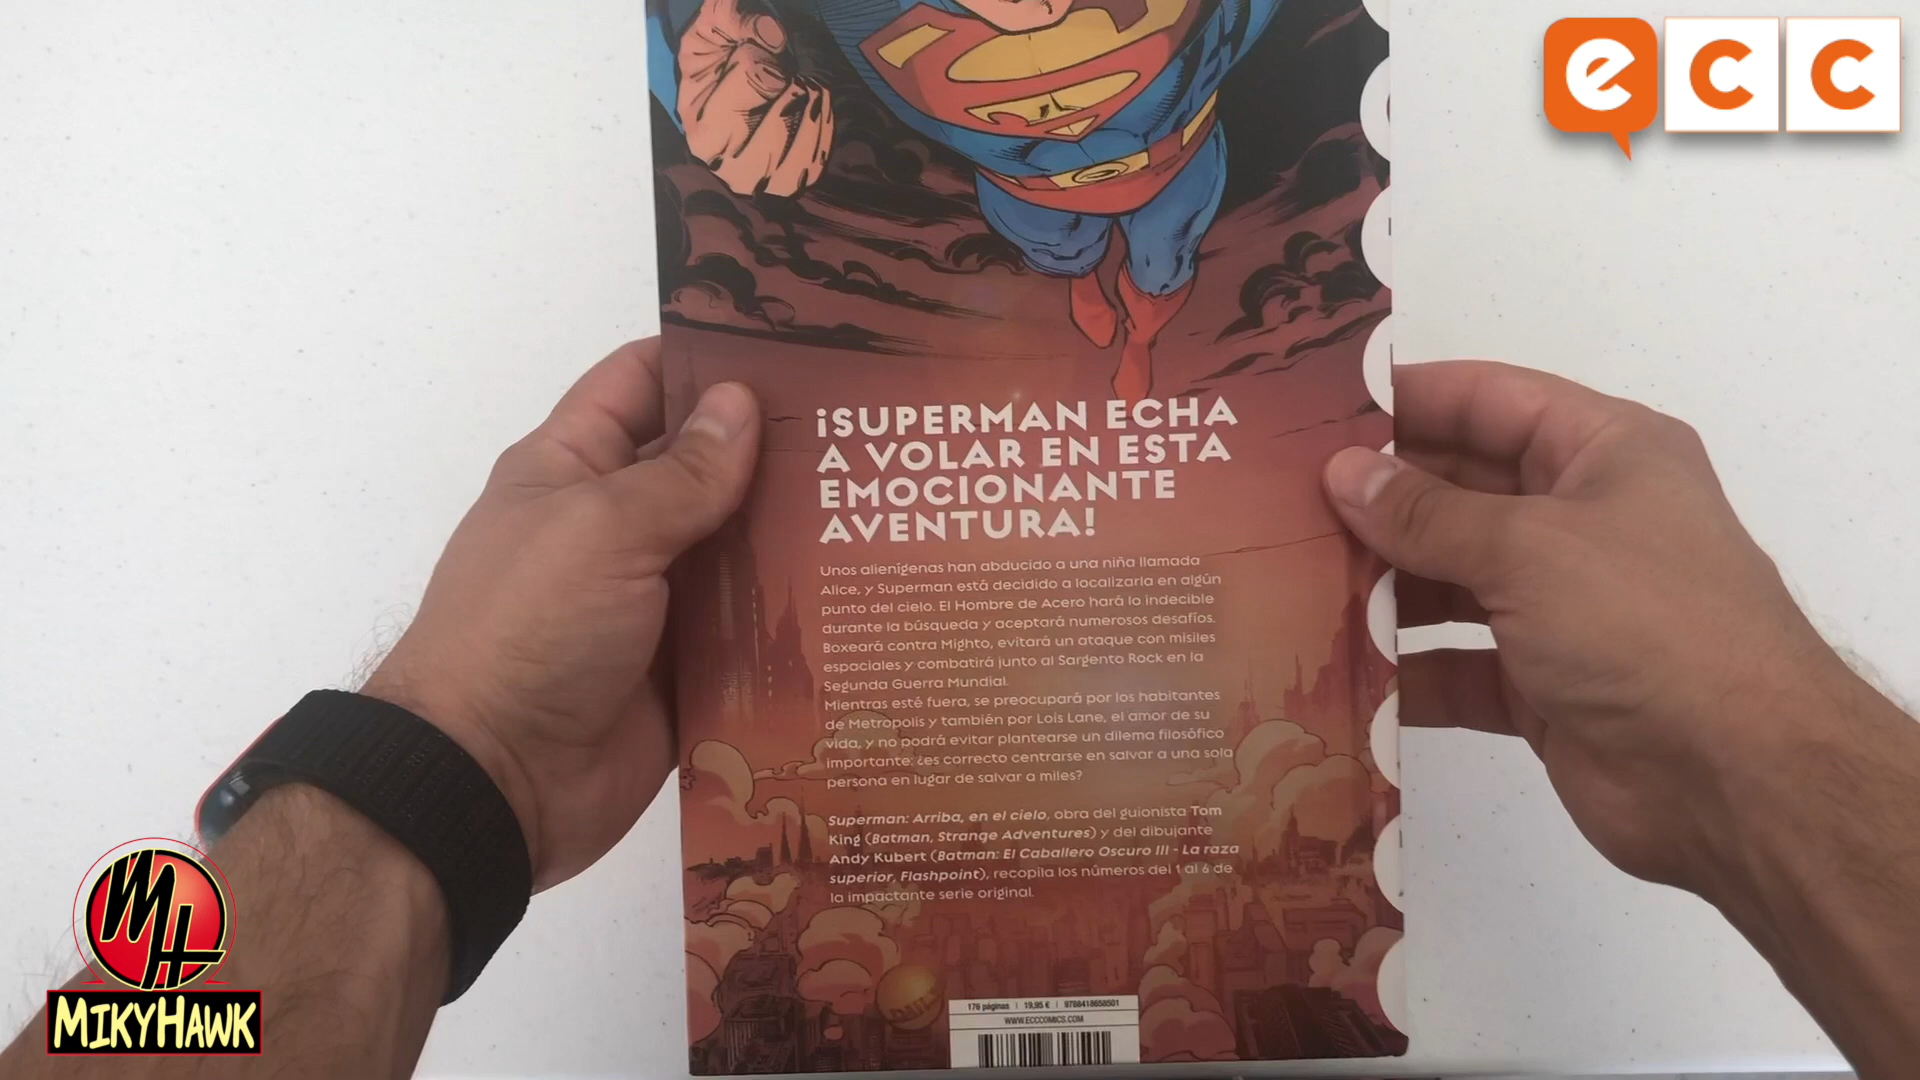 ecc
¡SUPERMAN ECHA
A VOLAR EN ESTA
EMOCIONANTE
AVENTURA!
Unos alienígenas han abducido a una niña llamada
Alice, y Superman está decidido a localizarla en algún
punto del cielo. El Hombre de Acero hará lo indecible
durante la búsqueda y aceptará numerosos desafíos.
Boxeará contra Mighto, evitará un ataque con misiles
espaciales y combatirá junto al Sargento Rock en la
Segunda Guerra Mundial.
Mientras esté fuera, se preocupará por los habitantes
de Metropolis y también por Lois Lane, el amor de su
vida, y no podrá evitar plantearse un dilema filosófico
importante: ¿es correcto centrarse en salvar a una sola
persona en lugar de salvar a miles?
Superman: Arriba, en el cielo, obra del guionista Tom
King (Batman, Strange Adventures) y del dibujante
Andy Kubert (Batman: El Caballero Oscuro III - La raza
superior, Flashpoint), recopila los números del 1 al 6 de
la impactante serie original.
176 páginas | 19,95 € | 9788418658501
WWW.ECCCOMICS.COM
MH
MIKYHAWK